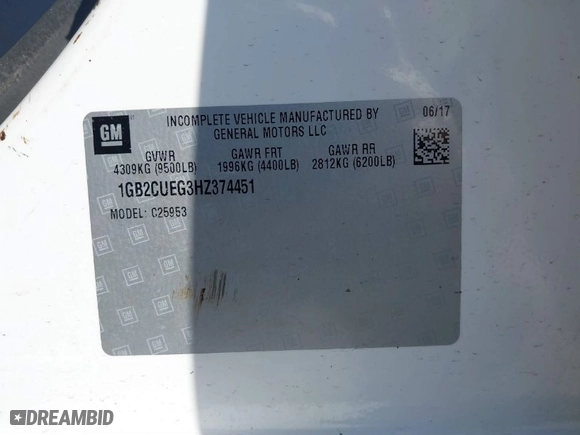 GM
INCOMPLETE VEHICLE MANUFACTURED BY
GENERAL MOTORS LLC
06/17
GVWR GAWR FRT GAWR RR
4309KG (9500LB) 1996KG (4400LB) 2812KG (6200LB)
1GB2CUEG3HZ374451
MODEL: C25953
DREAMBID